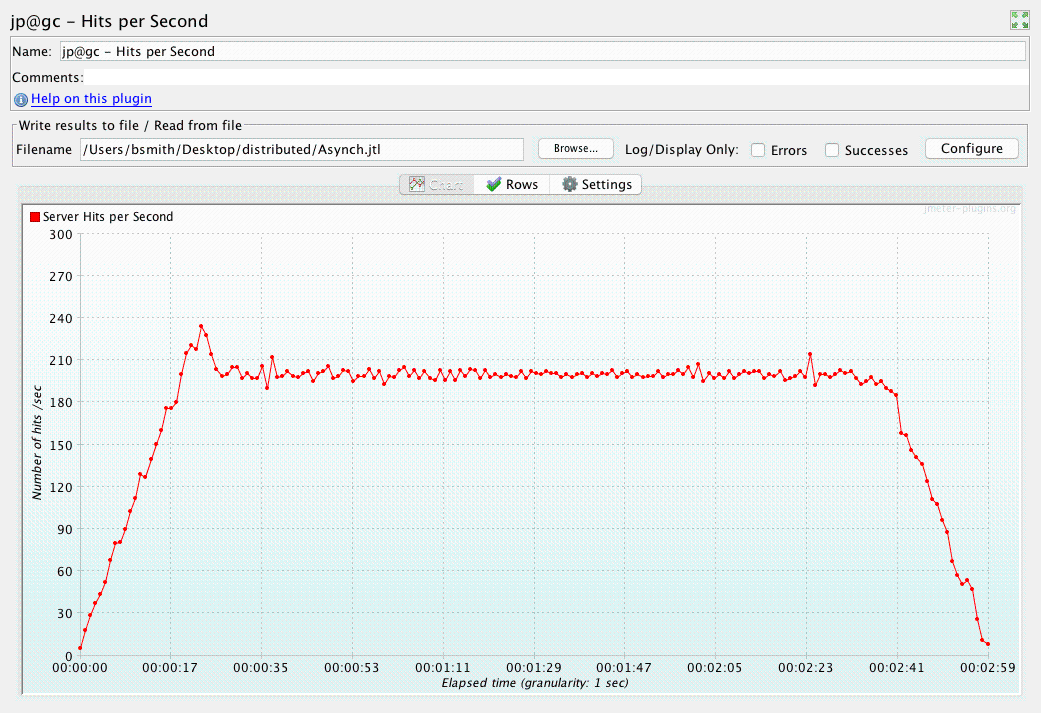 jp@gc – Hits per Second
Name: jp@gc – Hits per Second
Comments:
Help on this plugin
Write results to file / Read from file
Filename /Users/bsmith/Desktop/distributed/Asynch.jtl Browse... Log/Display Only: Errors Successes Configure
Chart Rows Settings
jmeter-plugins.org
Server Hits per Second
300
270
240
210
180
150
120
90
60
30
0
Number of hits /sec
00:00:00 00:00:17 00:00:35 00:00:53 00:01:11 00:01:29 00:01:47 00:02:05 00:02:23 00:02:41 00:02:59
Elapsed time (granularity: 1 sec)